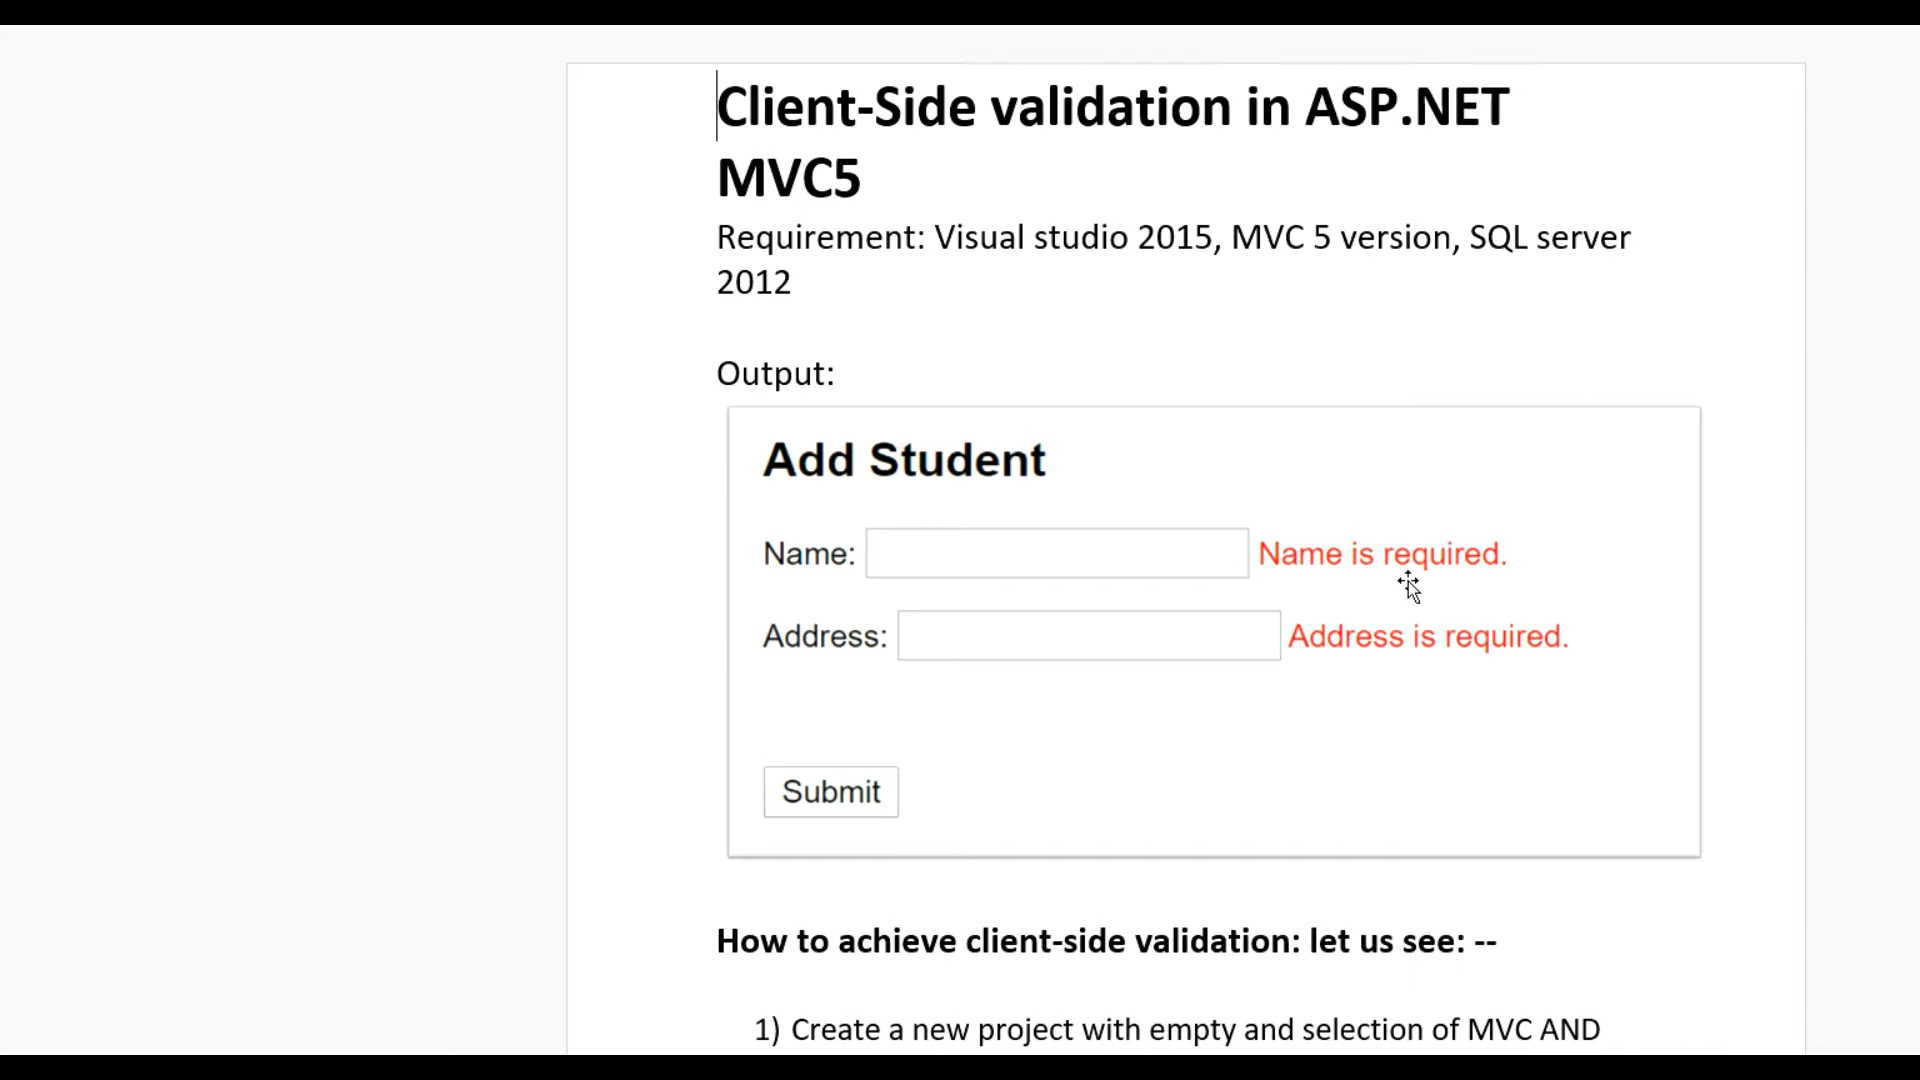 Client-Side validation in ASP.NET
MVC5
Requirement: Visual studio 2015, MVC 5 version, SQL server
2012
Output:
Add Student
Name: Name is required.
Address: Address is required.
Submit
How to achieve client-side validation: let us see: --
1) Create a new project with empty and selection of MVC AND